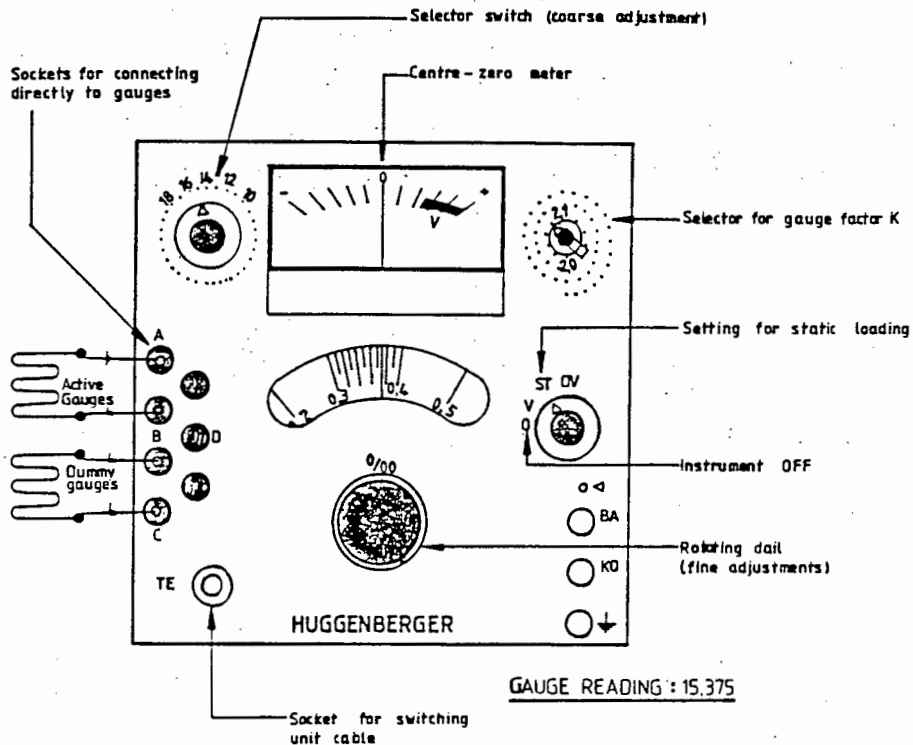 Selector switch (coarse adjustment)
Sockets for connecting
directly to gauges
Centre-zero meter
18 16 14 12 10
- 0 +
V
2,1
2,0
Selector for gauge factor K
Setting for static loading
A
Active
Gauges
B
D
Dummy
gauges
C
0,3 0,4 0,5
ST DV
V
0
0/00
Instrument OFF
BA
Rotating dail
(fine adjustments)
KO
TE
HUGGENBERGER
GAUGE READING : 15,375
Socket for switching
unit cable